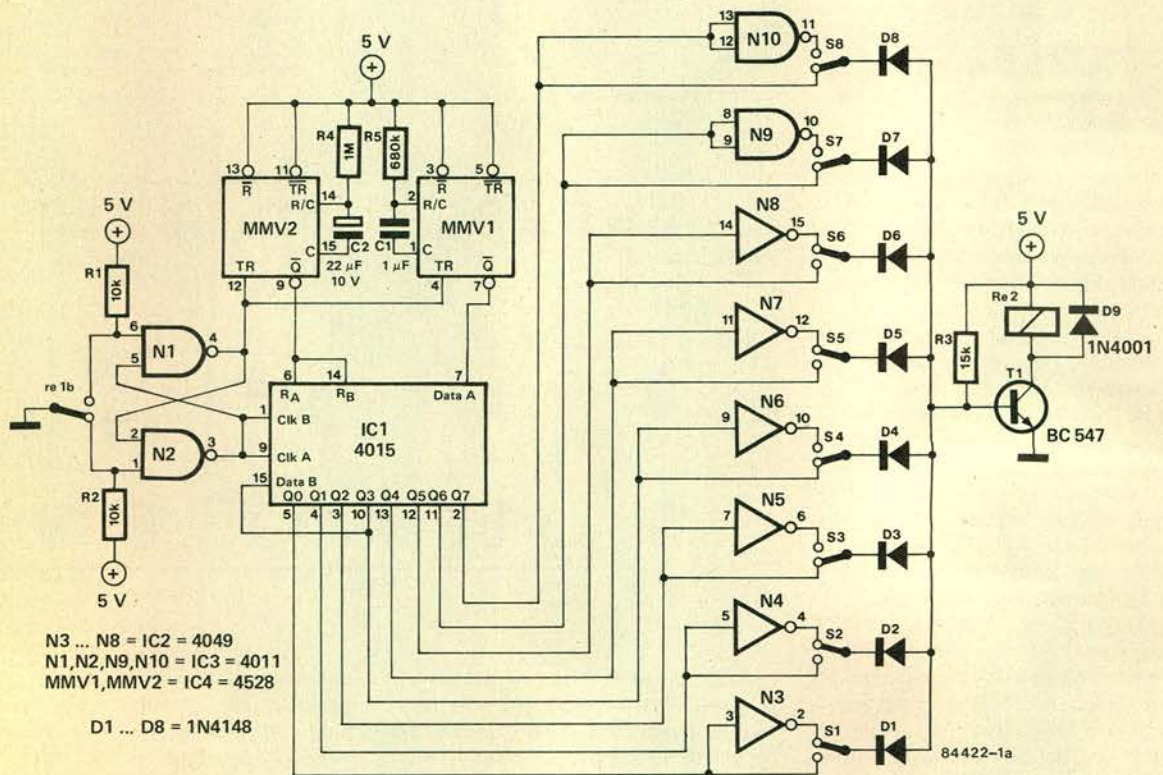 5 V
R4
1M
R5
680k
13
R̅
11
T̅R̅
R/C
14
MMV2
C
15
C2
22 µF
10 V
TR
12
Q̅
9
3
R̅
5
T̅R̅
2
R/C
MMV1
C1
1
C
1 µF
TR
4
Q̅
7
5 V
R1
10k
6
5
N1
4
re 1b
2
1
N2
3
R2
10k
5 V
6
RA
14
RB
7
Data A
1
Clk B
9
Clk A
15
Data B
IC1
4015
Q0 Q1 Q2 Q3 Q4 Q5 Q6 Q7
5 4 3 10 13 12 11 2
13
12
N10
11
S8
D8
8
9
N9
10
S7
D7
N8
14
15
S6
D6
N7
11
12
S5
D5
N6
9
10
S4
D4
N5
7
6
S3
D3
N4
5
4
S2
D2
N3
3
2
S1
D1
5 V
Re2
D9
1N4001
R3
15k
T1
BC 547
N3 ... N8 = IC2 = 4049
N1,N2,N9,N10 = IC3 = 4011
MMV1,MMV2 = IC4 = 4528
D1 ... D8 = 1N4148
84422-1a